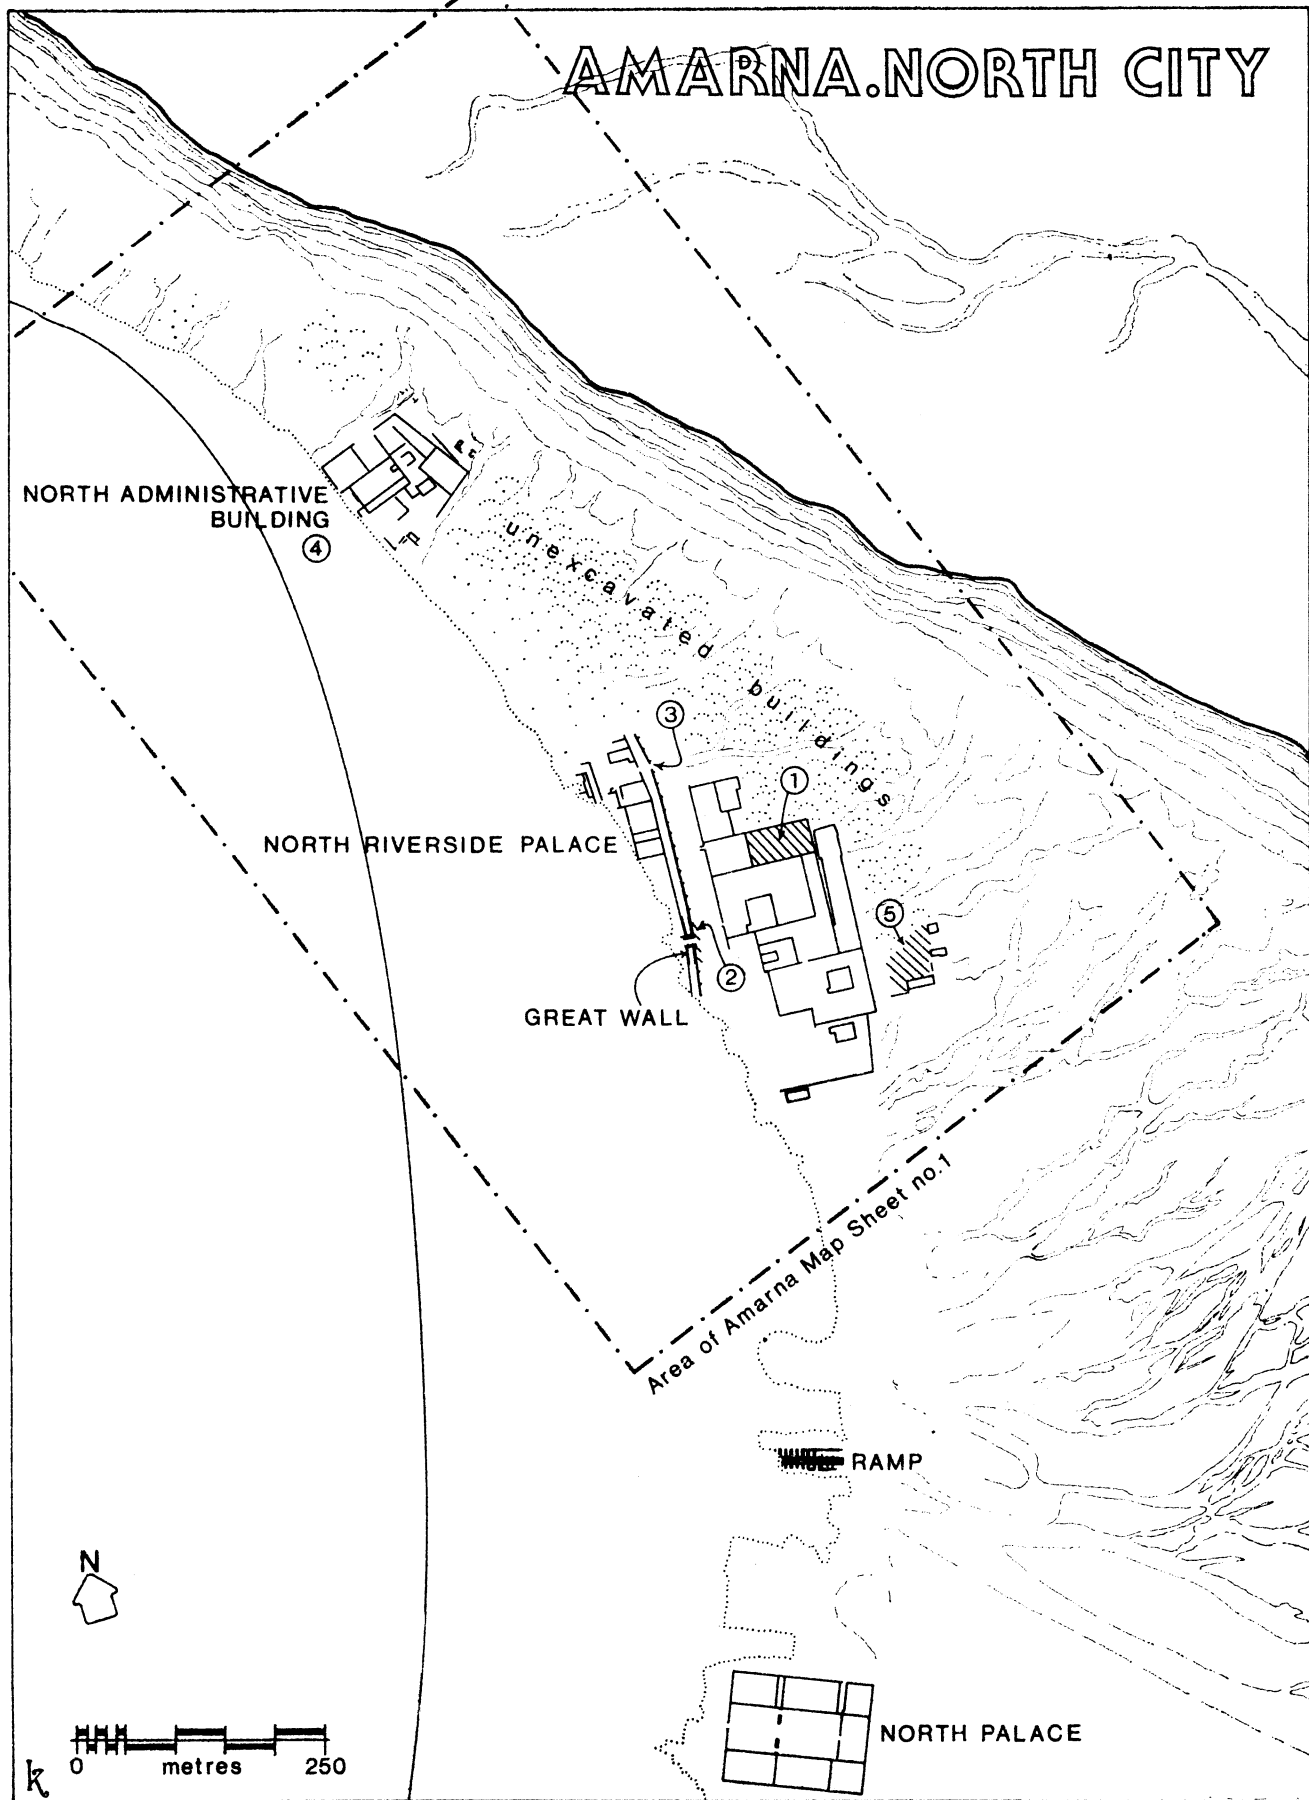 AMARNA.NORTH CITY
D
NORTH ADMINISTRATIVE
BUILDING
4
unexcavated buildings
3
1
NORTH RIVERSIDE PALACE
5
2
GREAT WALL
Area of Amarna Map Sheet no.1
RAMP
N
NORTH PALACE
0 metres 250
k